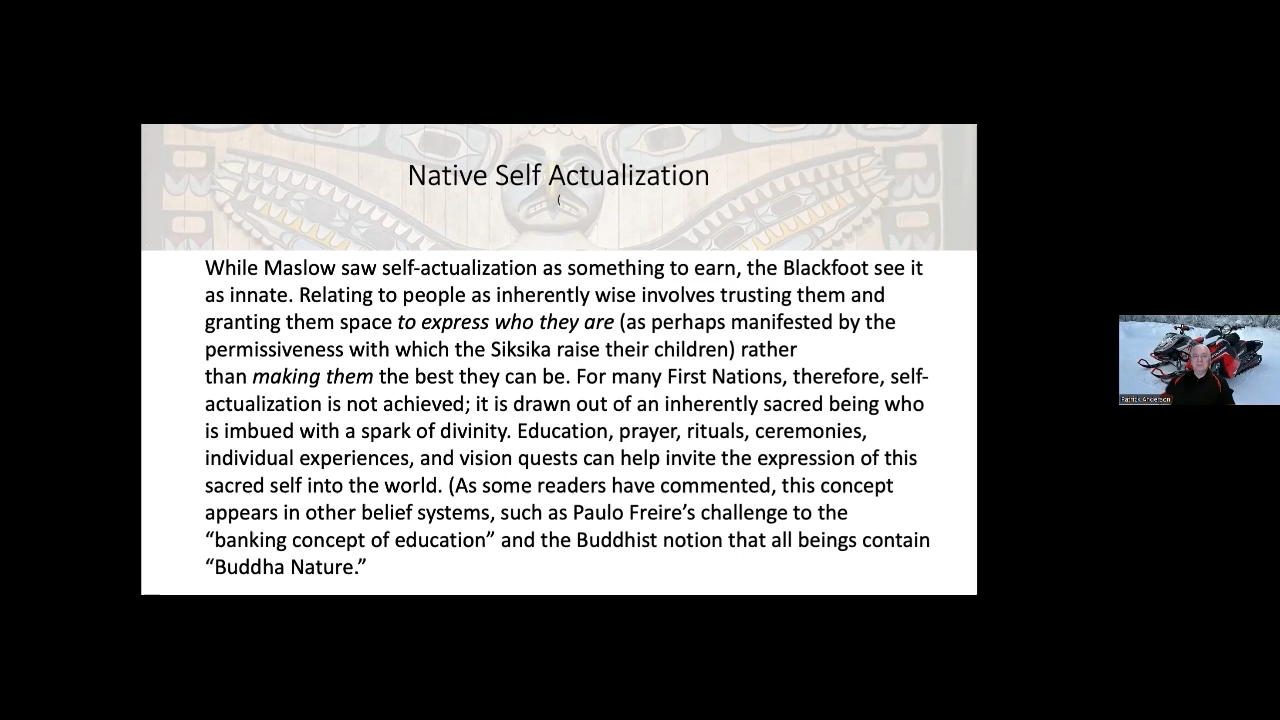 Native Self Actualization
(
While Maslow saw self-actualization as something to earn, the Blackfoot see it
as innate. Relating to people as inherently wise involves trusting them and
granting them space to express who they are (as perhaps manifested by the
permissiveness with which the Siksika raise their children) rather
than making them the best they can be. For many First Nations, therefore, self-
actualization is not achieved; it is drawn out of an inherently sacred being who
is imbued with a spark of divinity. Education, prayer, rituals, ceremonies,
individual experiences, and vision quests can help invite the expression of this
sacred self into the world. (As some readers have commented, this concept
appears in other belief systems, such as Paulo Freire’s challenge to the
“banking concept of education” and the Buddhist notion that all beings contain
“Buddha Nature.”
Patrick Anderson